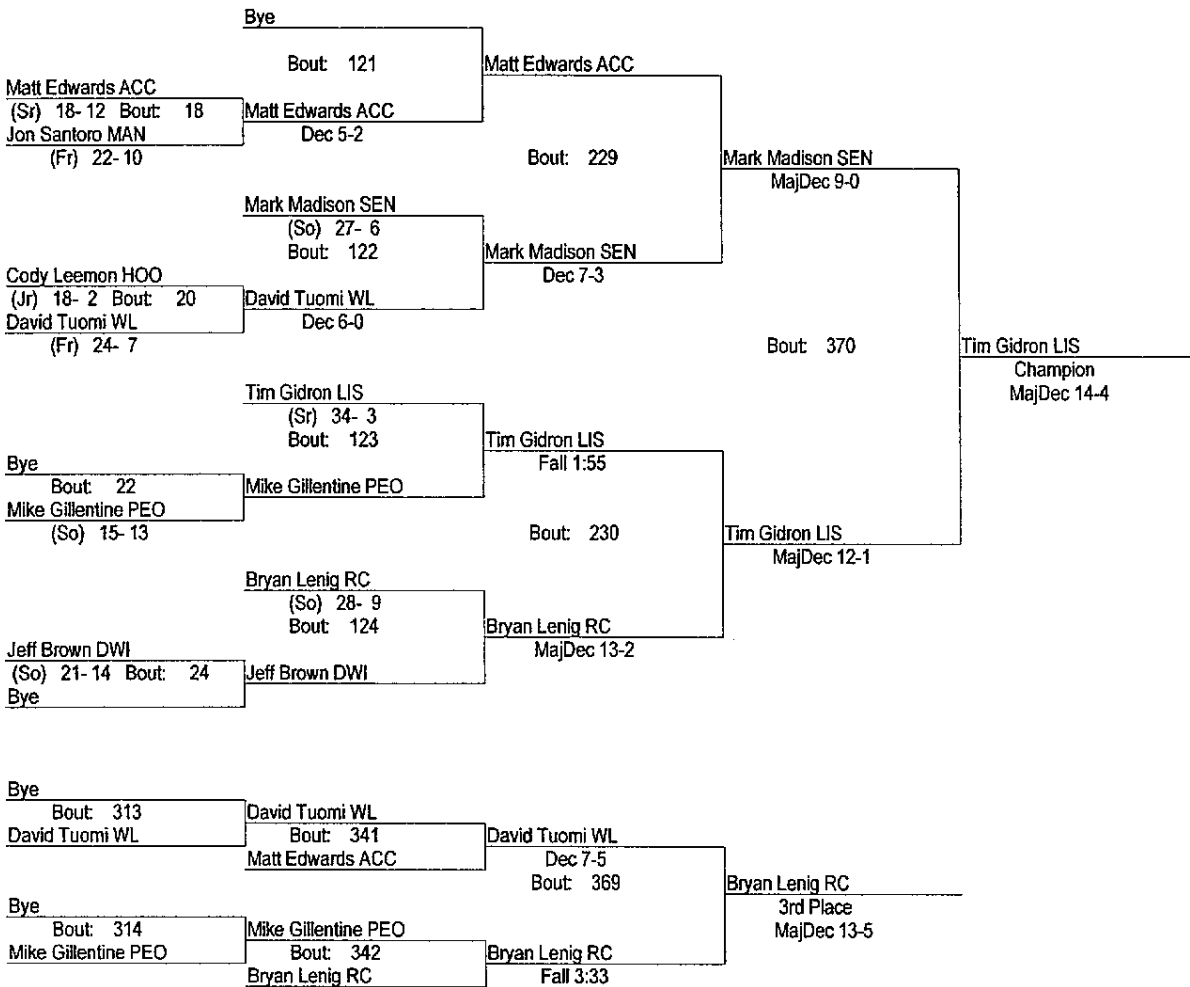 Bye
Bout: 121
Matt Edwards ACC
Matt Edwards ACC
(Sr) 18- 12 Bout: 18
Matt Edwards ACC
Jon Santoro MAN
Dec 5-2
(Fr) 22- 10
Bout: 229
Mark Madison SEN
MajDec 9-0
Mark Madison SEN
(So) 27- 6
Bout: 122
Mark Madison SEN
Dec 7-3
Cody Leemon HOO
(Jr) 18- 2 Bout: 20
David Tuomi WL
David Tuomi WL
Dec 6-0
(Fr) 24- 7
Bout: 370
Tim Gidron LIS
Champion
MajDec 14-4
Tim Gidron LIS
(Sr) 34- 3
Bout: 123
Tim Gidron LIS
Fall 1:55
Bye
Bout: 22
Mike Gillentine PEO
Mike Gillentine PEO
(So) 15- 13
Bout: 230
Tim Gidron LIS
MajDec 12-1
Bryan Lenig RC
(So) 28- 9
Bout: 124
Bryan Lenig RC
MajDec 13-2
Jeff Brown DWI
(So) 21- 14 Bout: 24
Jeff Brown DWI
Bye
Bye
Bout: 313
David Tuomi WL
David Tuomi WL
Bout: 341
Matt Edwards ACC
David Tuomi WL
Dec 7-5
Bout: 369
Bryan Lenig RC
3rd Place
MajDec 13-5
Bye
Bout: 314
Mike Gillentine PEO
Mike Gillentine PEO
Bout: 342
Bryan Lenig RC
Bryan Lenig RC
Fall 3:33